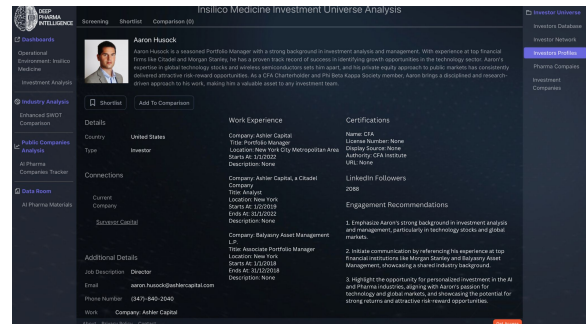 DEEP
PHARMA
INTELLIGENCE
Insilico Medicine Investment Universe Analysis
Screening Shortlist Comparison (0)
Dashboards
Operational
Environment: Insilico
Medicine
Investment Analysis
Industry Analysis
Enhanced SWOT
Comparison
Public Companies
Analysis
AI Pharma
Companies Tracker
Data Room
AI Pharma Materials
Aaron Husock
Aaron Husock is a seasoned Portfolio Manager with a strong background in investment analysis and management. With experience at top financial
firms like Citadel and Morgan Stanley, he has a proven track record of success in identifying growth opportunities in the technology sector. Aaron's
expertise in global technology stocks and wireless semiconductors sets him apart, and his private equity approach to public markets has consistently
delivered attractive risk-reward opportunities. As a CFA Charterholder and Phi Beta Kappa Society member, Aaron brings a disciplined and research-
driven approach to his work, making him a valuable asset to any investment team.
Shortlist
Add To Comparison
Details
Country United States
Type Investor
Connections
Current
Company
Surveyor Capital
Additional Details
Job Description Director
Email aaron.husock@ashlercapital.com
Phone Number (347)-840-2040
Work Company: Ashler Capital
Work Experience
Company: Ashler Capital
Title: Portfolio Manager
Location: New York City Metropolitan Area
Starts At: 1/1/2022
Description: None
Company: Ashler Capital, a Citadel
Company
Title: Analyst
Location: New York
Starts At: 1/2/2019
Ends At: 31/1/2022
Description: None
Company: Balyasny Asset Management
L.P.
Title: Associate Portfolio Manager
Location: New York
Starts At: 1/1/2018
Ends At: 31/12/2018
Description: None
Certifications
Name: CFA
License Number: None
Display Source: None
Authority: CFA Institute
URL: None
LinkedIn Followers
2088
Engagement Recommendations
1. Emphasize Aaron's strong background in investment analysis
and management, particularly in technology stocks and global
markets.
2. Initiate communication by referencing his experience at top
financial institutions like Morgan Stanley and Balyasny Asset
Management, showcasing a shared industry background.
3. Highlight the opportunity for personalized investment in the AI
and Pharma industries, aligning with Aaron's passion for
technology and global markets, and showcasing the potential for
strong returns and attractive risk-reward opportunities.
Investor Universe
Investors Database
Investor Network
Investors Profiles
Pharma Compaies
Investment
Companies